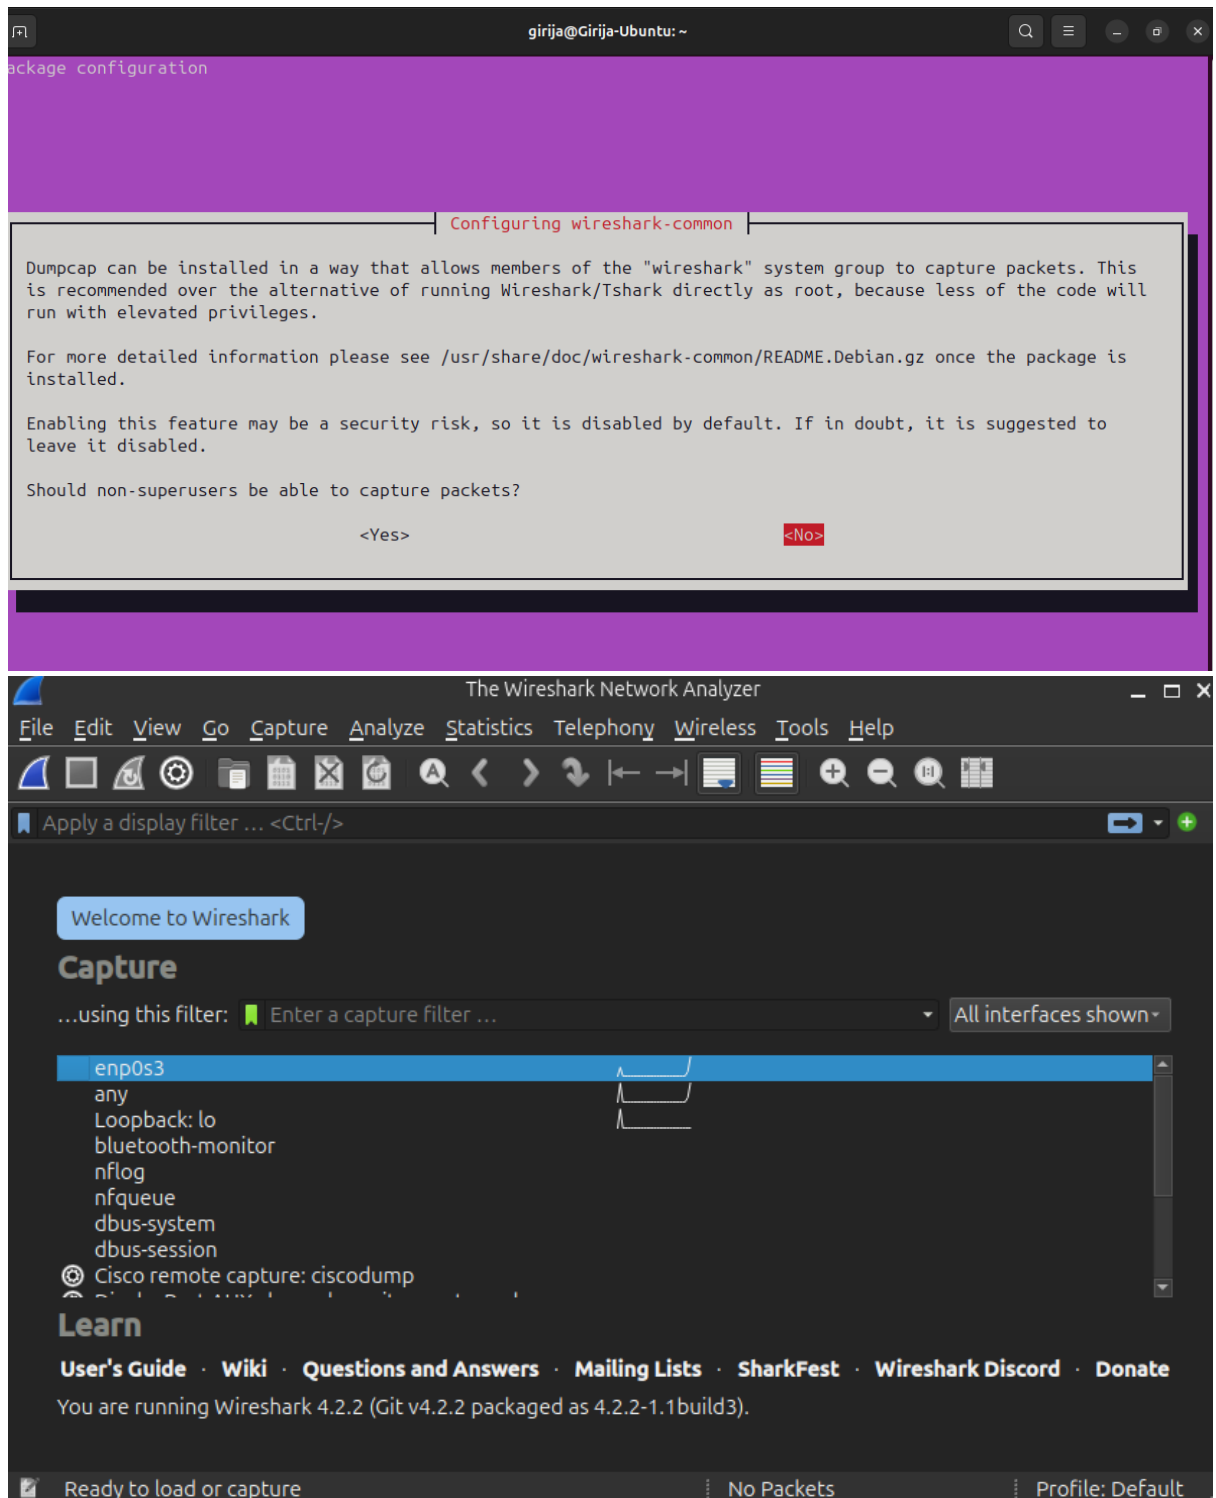 girija@Girija-Ubuntu: ~
ackage configuration
Configuring wireshark-common
Dumpcap can be installed in a way that allows members of the "wireshark" system group to capture packets. This
is recommended over the alternative of running Wireshark/Tshark directly as root, because less of the code will
run with elevated privileges.
For more detailed information please see /usr/share/doc/wireshark-common/README.Debian.gz once the package is
installed.
Enabling this feature may be a security risk, so it is disabled by default. If in doubt, it is suggested to
leave it disabled.
Should non-superusers be able to capture packets?
<Yes> <No>
The Wireshark Network Analyzer
File Edit View Go Capture Analyze Statistics Telephony Wireless Tools Help
Apply a display filter … <Ctrl-/>
Welcome to Wireshark
Capture
…using this filter: Enter a capture filter … All interfaces shown
enp0s3
any
Loopback: lo
bluetooth-monitor
nflog
nfqueue
dbus-system
dbus-session
Cisco remote capture: ciscodump
Learn
User's Guide · Wiki · Questions and Answers · Mailing Lists · SharkFest · Wireshark Discord · Donate
You are running Wireshark 4.2.2 (Git v4.2.2 packaged as 4.2.2-1.1build3).
Ready to load or capture No Packets Profile: Default